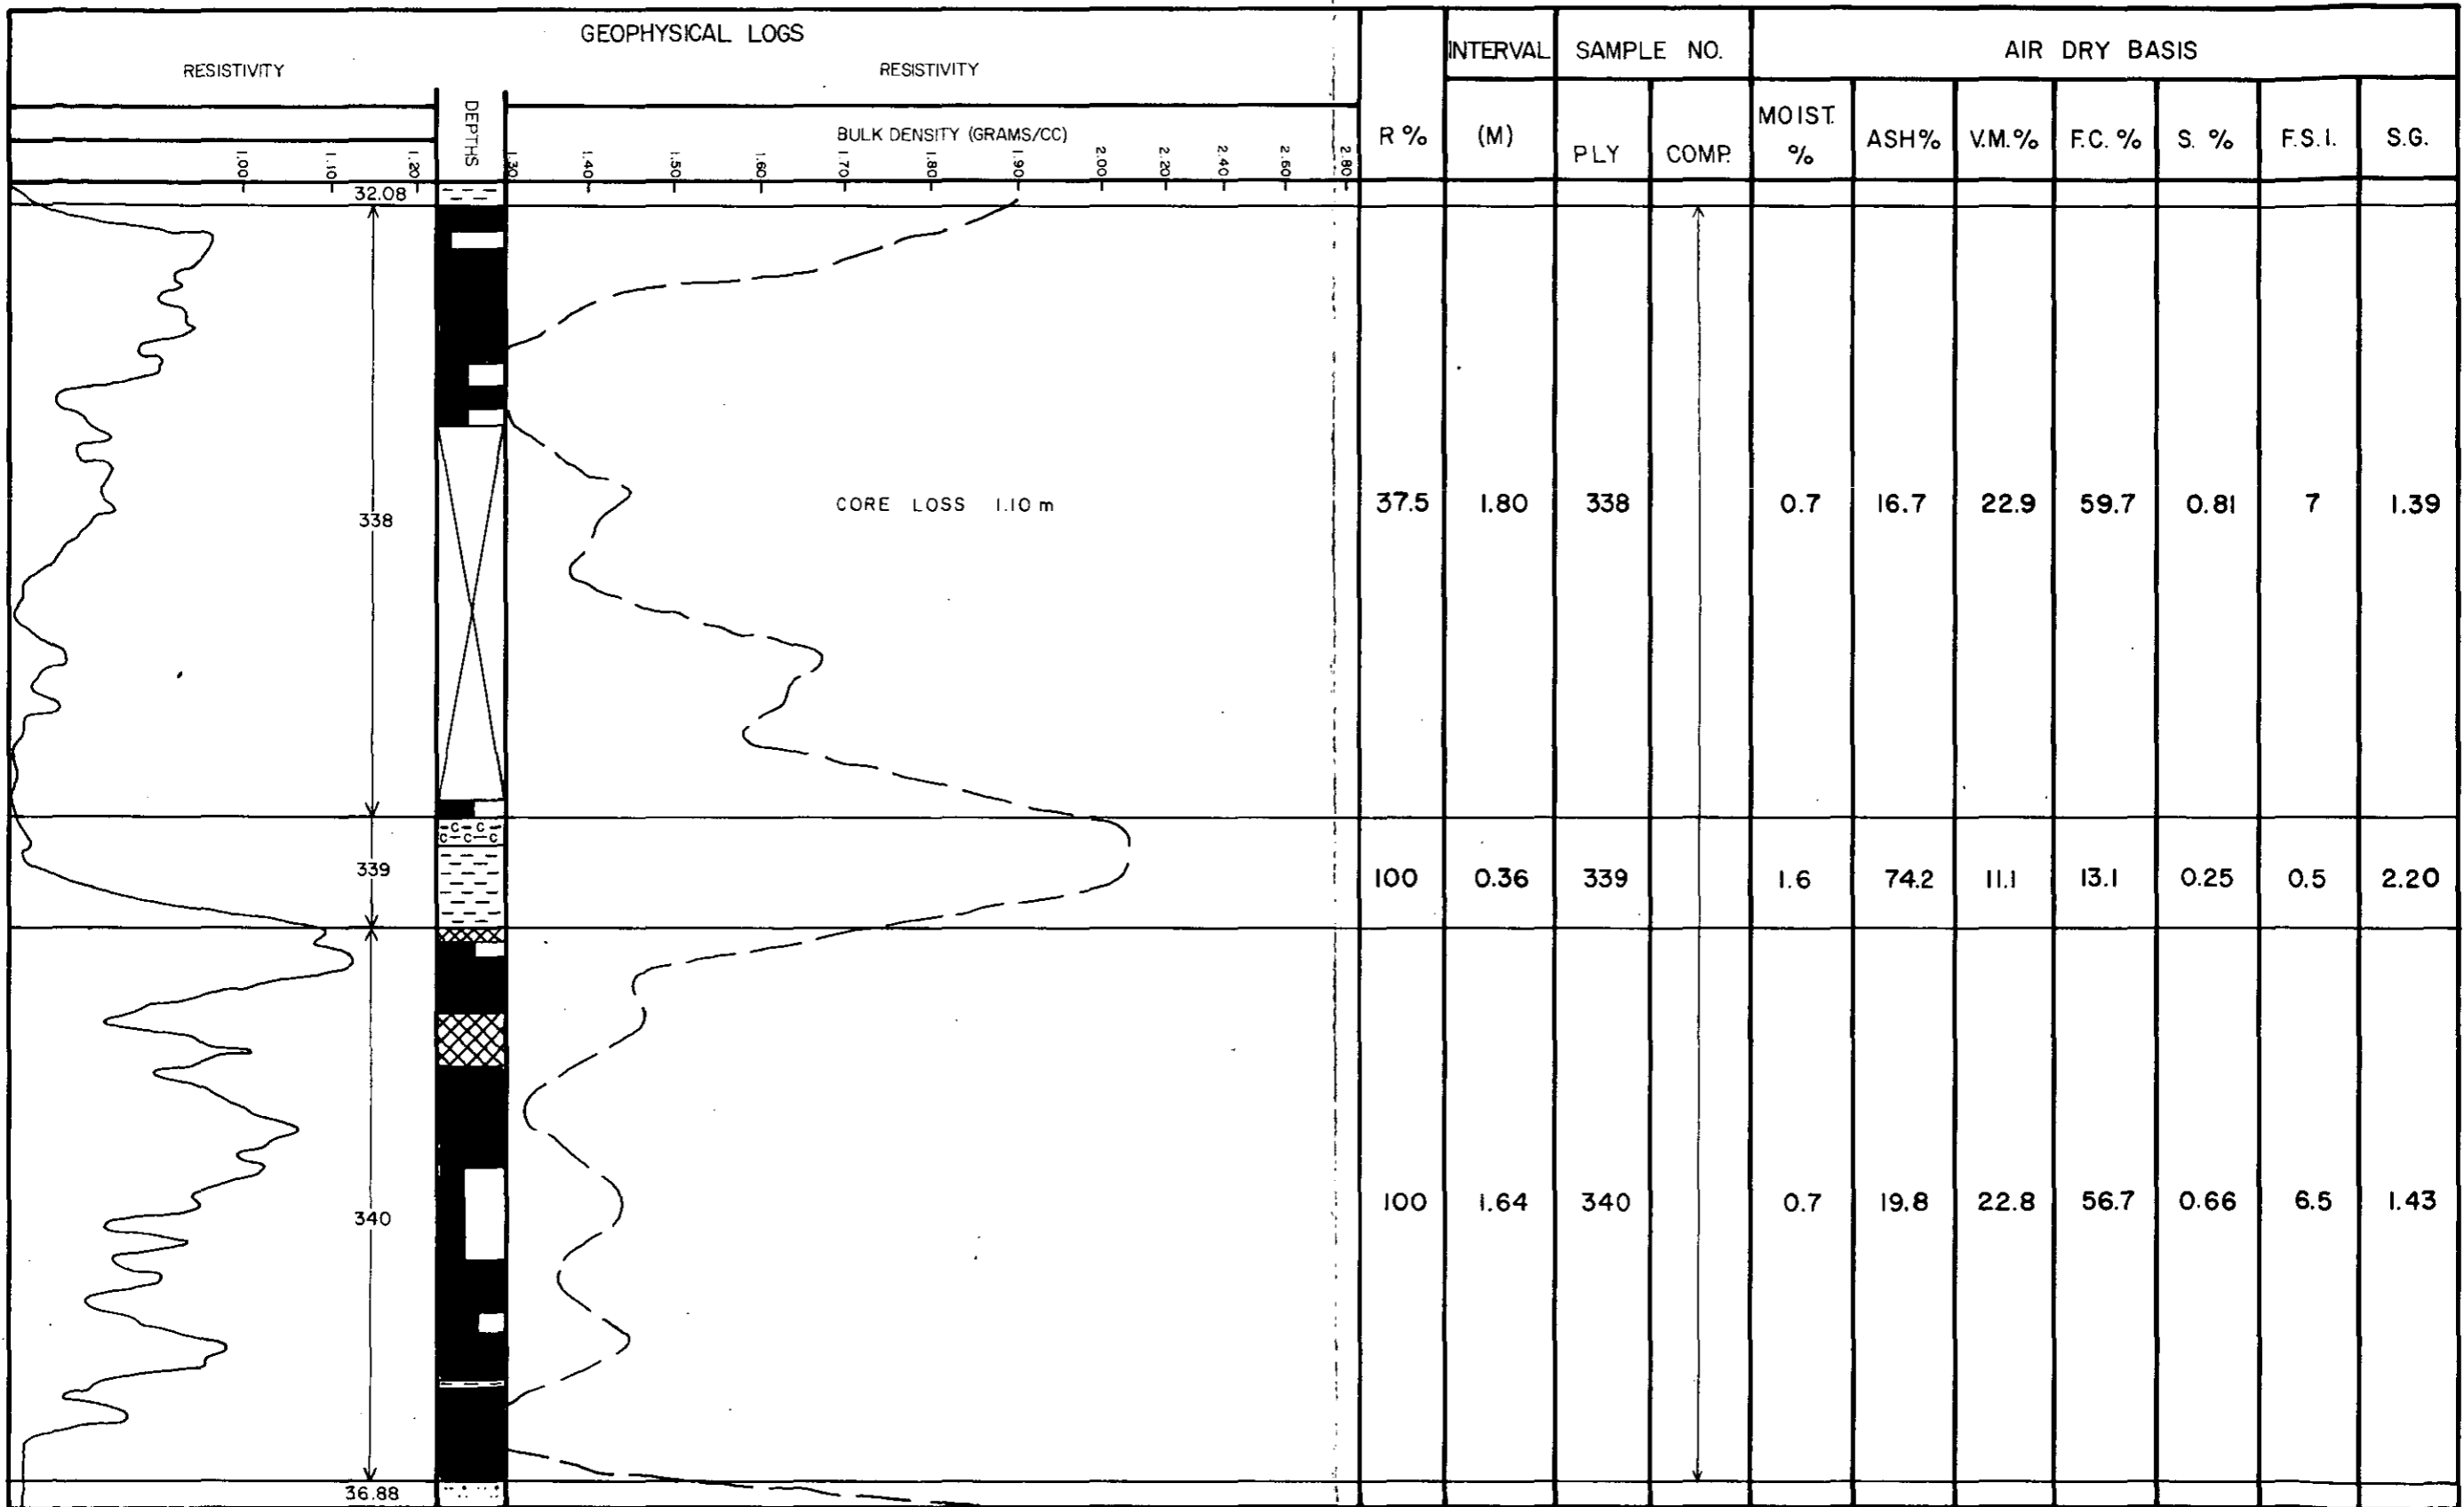 GEOPHYSICAL LOGS
RESISTIVITY
RESISTIVITY
DEPTHS
BULK DENSITY (GRAMS/CC)
1.00 1.10 1.20
1.30 1.40 1.50 1.60 1.70 1.80 1.90 2.00 2.20 2.40 2.60 2.80
R %
INTERVAL
(M)
SAMPLE NO.
PLY COMP.
AIR DRY BASIS
MOIST. % ASH% V.M.% F.C. % S. % F.S.I. S.G.
32.08
338 CORE LOSS 1.10 m 37.5 1.80 338 0.7 16.7 22.9 59.7 0.81 7 1.39
C C C
C C C
339 100 0.36 339 1.6 74.2 11.1 13.1 0.25 0.5 2.20
340 100 1.64 340 0.7 19.8 22.8 56.7 0.66 6.5 1.43
36.88